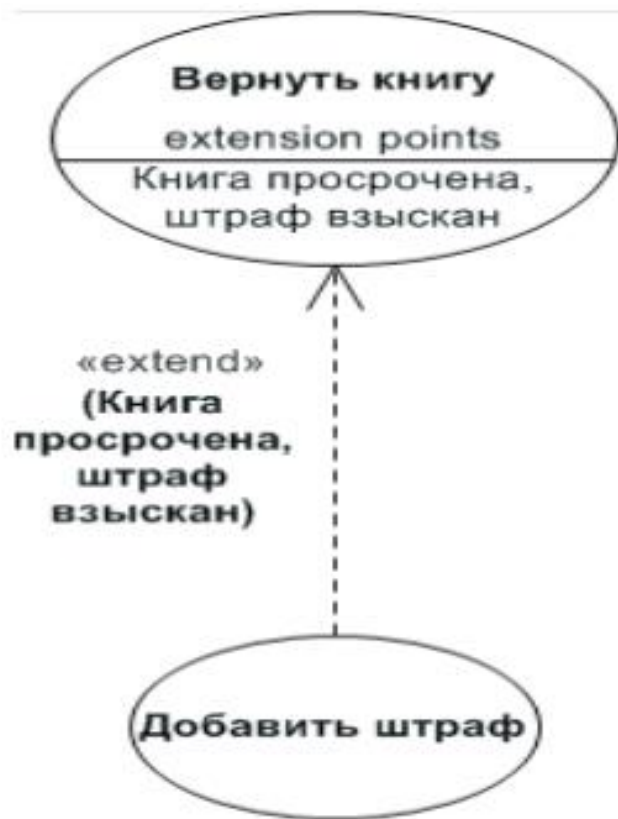 Вернуть книгу
extension points
Книга просрочена,
штраф взыскан
«extend»
(Книга
просрочена,
штраф
взыскан)
Добавить штраф